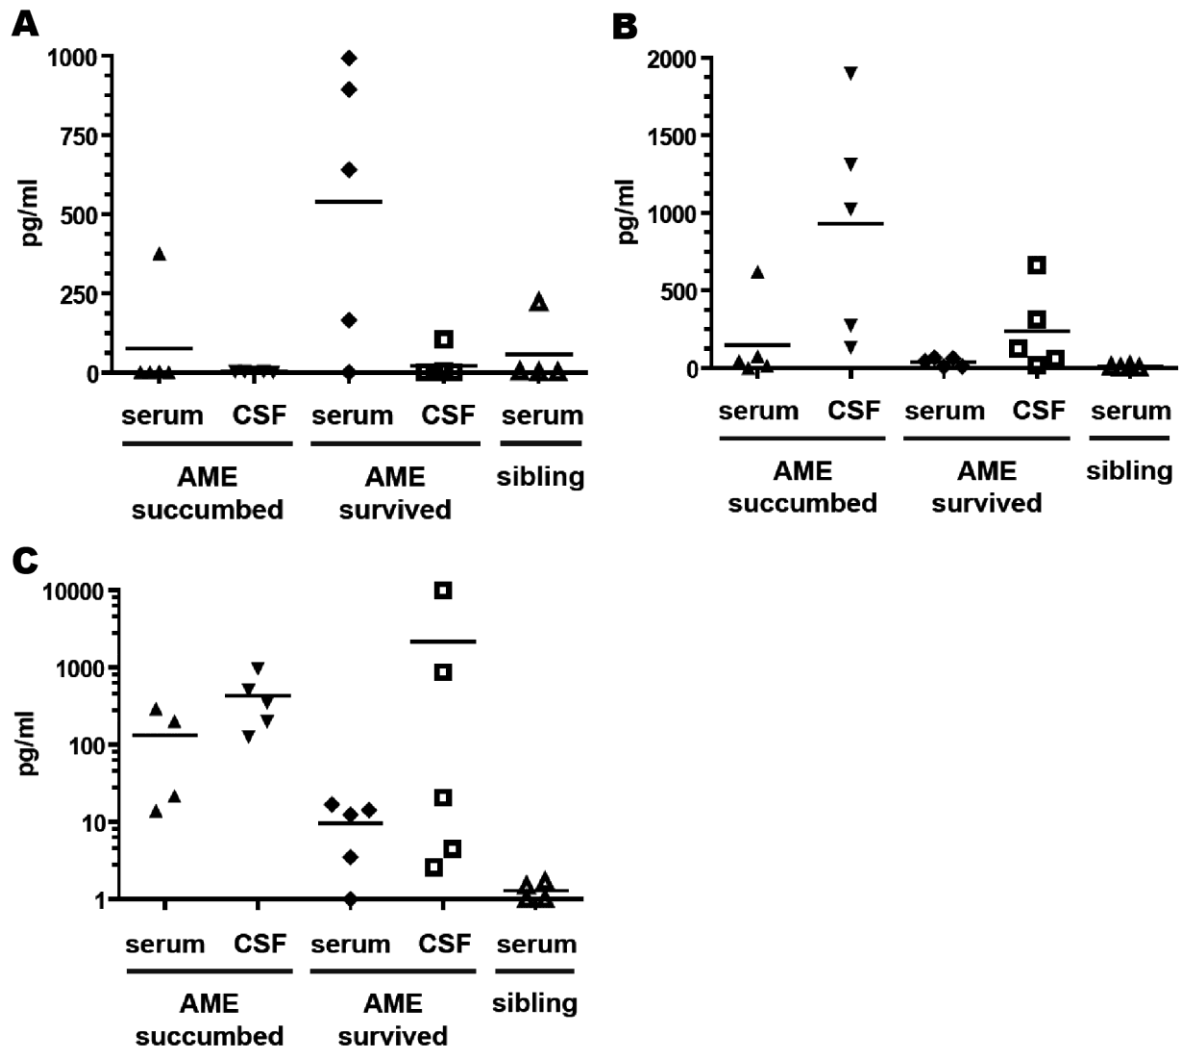 A
1000
750
500
250
0
pg/ml
serum CSF serum CSF serum
AME succumbed AME survived sibling
B
2000
1500
1000
500
0
pg/ml
serum CSF serum CSF serum
AME succumbed AME survived sibling
C
10000
1000
100
10
1
pg/ml
serum CSF serum CSF serum
AME succumbed AME survived sibling